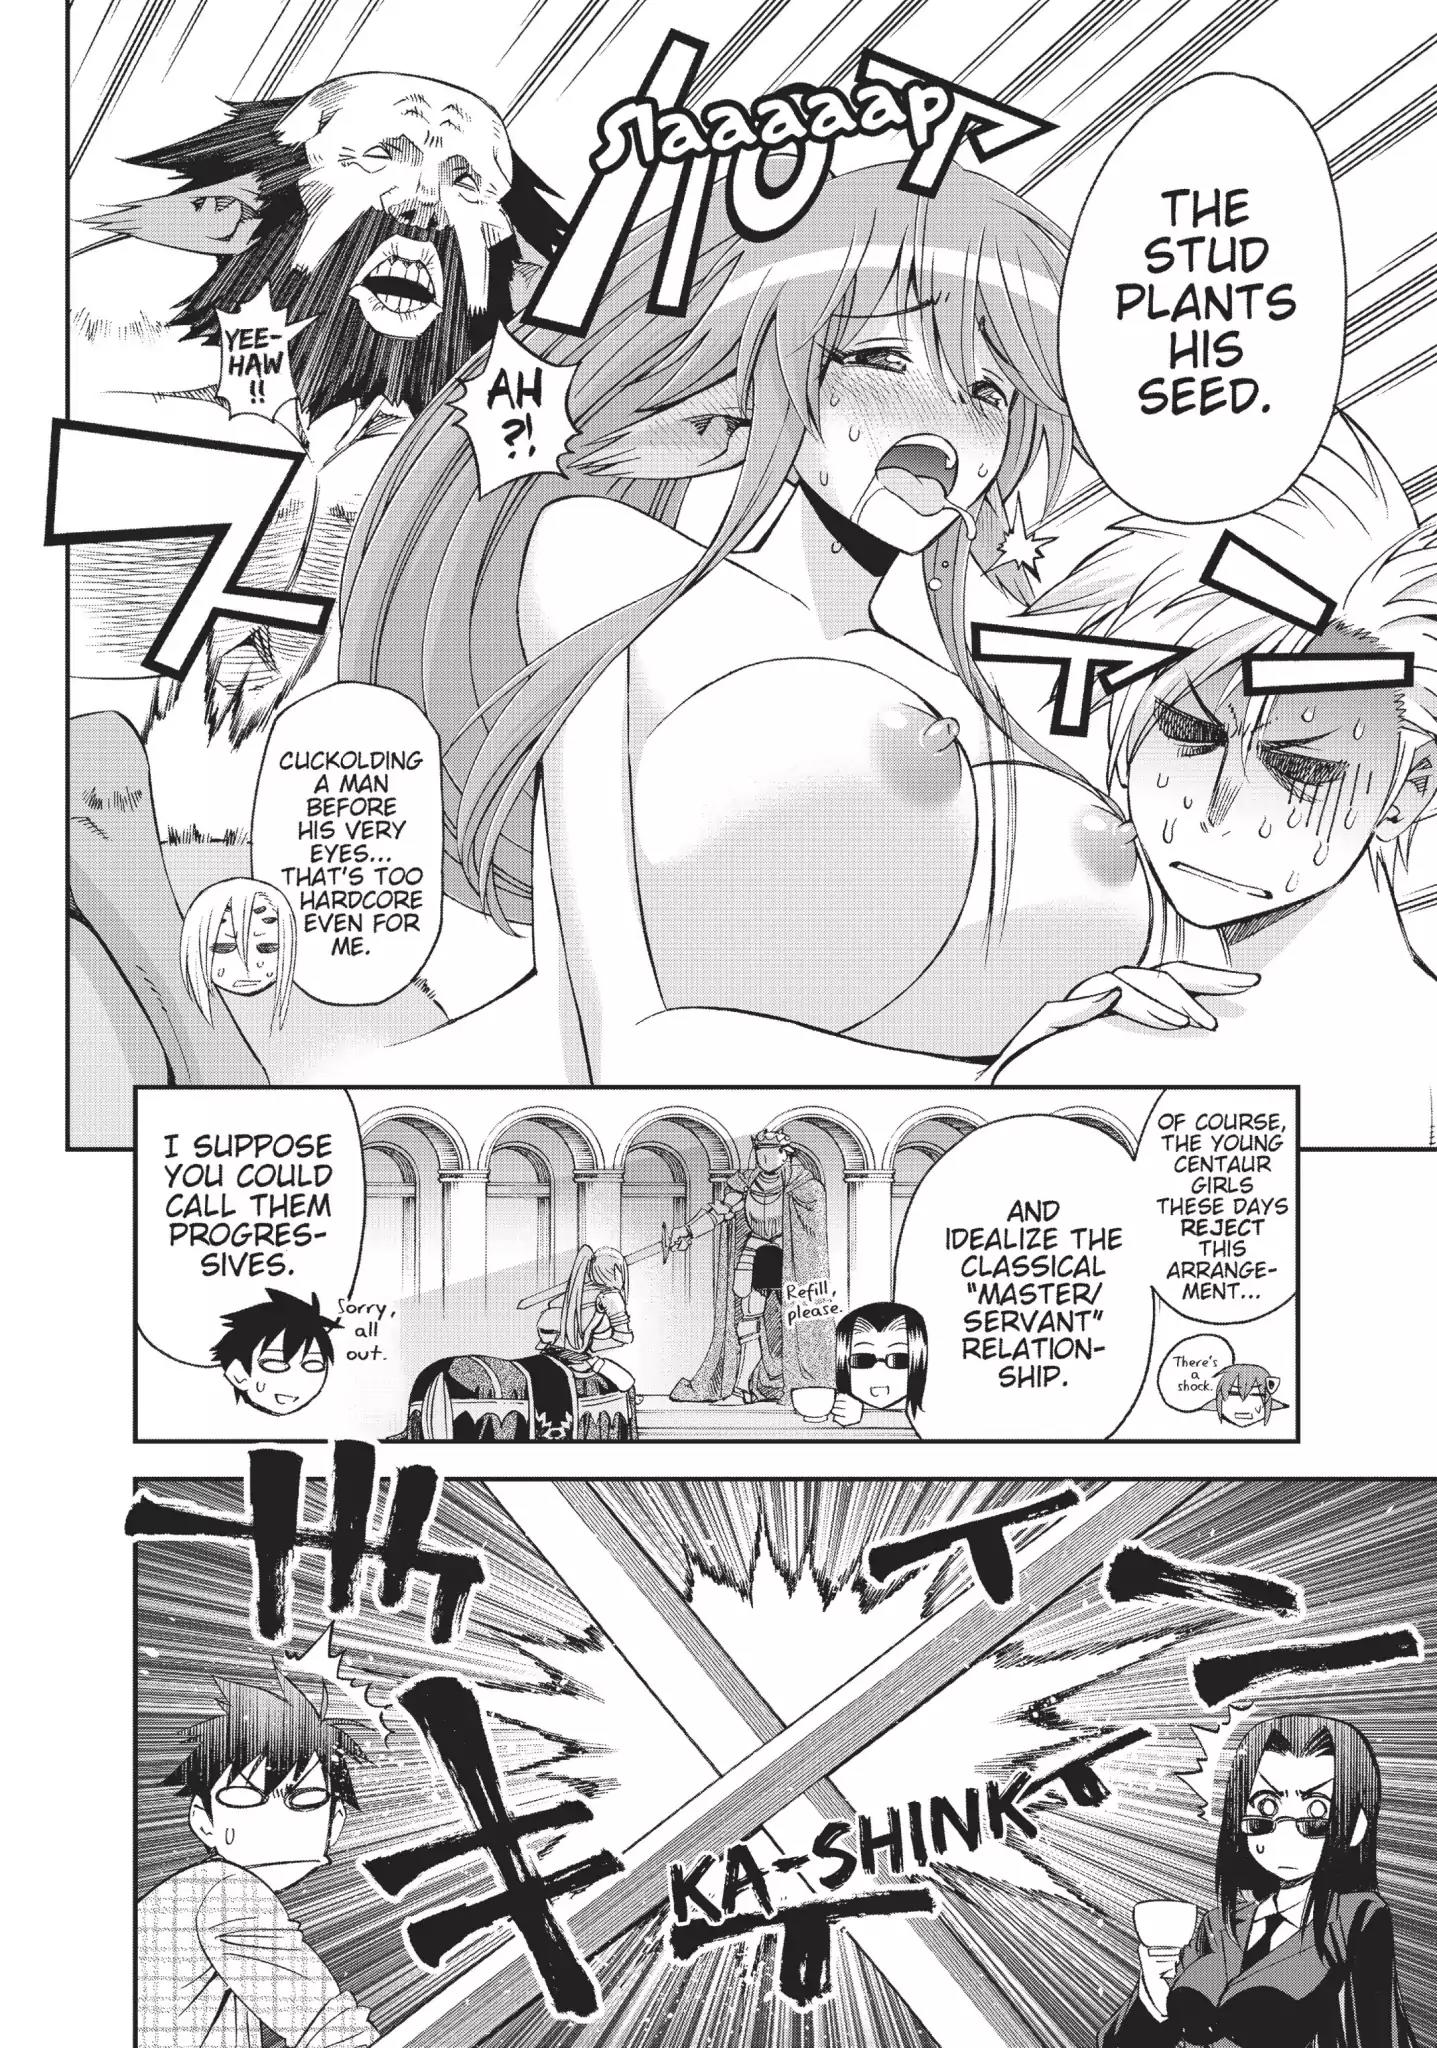 THE
STUD
PLANTS
HIS
SEED.
Slaaaaaap
AH
?!
YEE-
HAW
!!
CUCKOLDING
A MAN
BEFORE
HIS VERY
EYES...
THAT'S TOO
HARDCORE
EVEN FOR
ME.
OF COURSE,
THE YOUNG
CENTAUR
GIRLS
THESE DAYS
REJECT
THIS
ARRANGE-
MENT...
There's
a
shock.
AND
IDEALIZE THE
CLASSICAL
"MASTER/
SERVANT"
RELATION-
SHIP.
Refill,
please.
I SUPPOSE
YOU COULD
CALL THEM
PROGRES-
SIVES.
Sorry,
all
out.
KA-SHINK